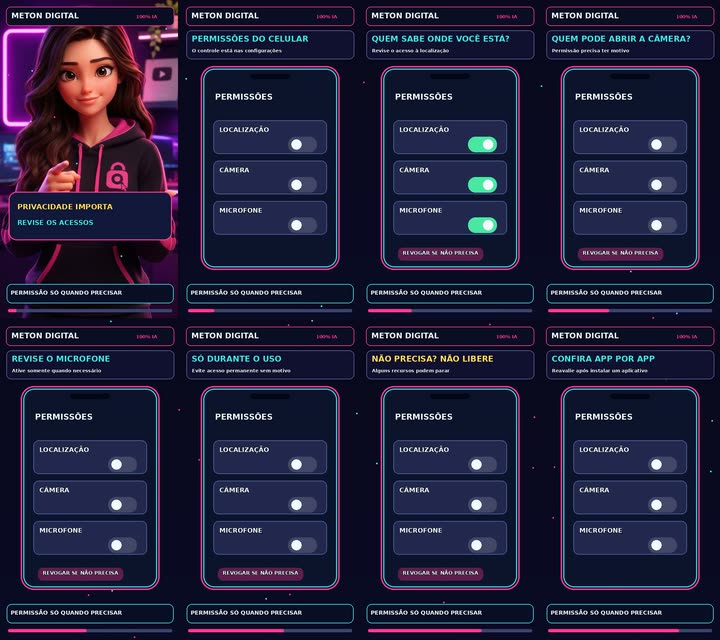 METON DIGITAL 100% IA
PRIVACIDADE IMPORTA
REVISE OS ACESSOS
PERMISSÃO SÓ QUANDO PRECISAR
METON DIGITAL 100% IA
PERMISSÕES DO CELULAR
O controle está nas configurações
PERMISSÕES
LOCALIZAÇÃO
CÂMERA
MICROFONE
PERMISSÃO SÓ QUANDO PRECISAR
METON DIGITAL 100% IA
QUEM SABE ONDE VOCÊ ESTÁ?
Revise o acesso à localização
PERMISSÕES
LOCALIZAÇÃO
CÂMERA
MICROFONE
REVOGAR SE NÃO PRECISA
PERMISSÃO SÓ QUANDO PRECISAR
METON DIGITAL 100% IA
QUEM PODE ABRIR A CÂMERA?
Permissão precisa ter motivo
PERMISSÕES
LOCALIZAÇÃO
CÂMERA
MICROFONE
REVOGAR SE NÃO PRECISA
PERMISSÃO SÓ QUANDO PRECISAR
METON DIGITAL 100% IA
REVISE O MICROFONE
Ative somente quando necessário
PERMISSÕES
LOCALIZAÇÃO
CÂMERA
MICROFONE
REVOGAR SE NÃO PRECISA
PERMISSÃO SÓ QUANDO PRECISAR
METON DIGITAL 100% IA
SÓ DURANTE O USO
Evite acesso permanente sem motivo
PERMISSÕES
LOCALIZAÇÃO
CÂMERA
MICROFONE
REVOGAR SE NÃO PRECISA
PERMISSÃO SÓ QUANDO PRECISAR
METON DIGITAL 100% IA
NÃO PRECISA? NÃO LIBERE
Alguns recursos podem parar
PERMISSÕES
LOCALIZAÇÃO
CÂMERA
MICROFONE
REVOGAR SE NÃO PRECISA
PERMISSÃO SÓ QUANDO PRECISAR
METON DIGITAL 100% IA
CONFIRA APP POR APP
Reavalie após instalar um aplicativo
PERMISSÕES
LOCALIZAÇÃO
CÂMERA
MICROFONE
PERMISSÃO SÓ QUANDO PRECISAR